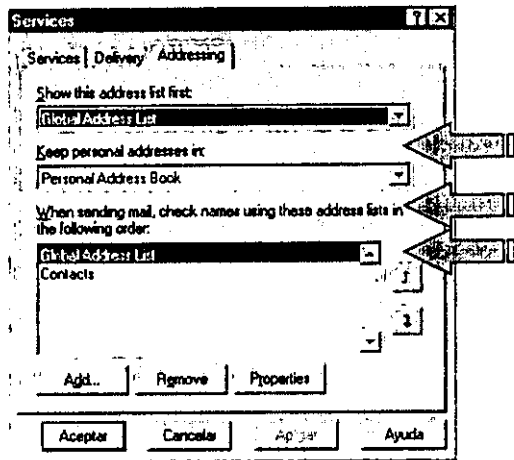 Services
Services Delivery Addressing
Show this address list first:
Global Address List
Keep personal addresses in:
Personal Address Book
When sending mail, check names using these address lists in
the following order:
Global Address List
Contacts
Add... Remove Properties
Aceptar Cancelar Aplicar Ayuda